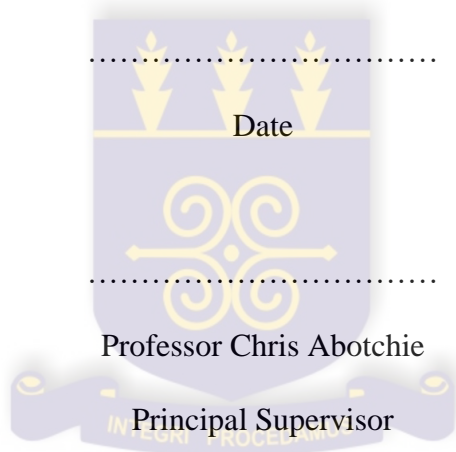 ……………………………
Date
……………………………
Professor Chris Abotchie
Principal Supervisor
INTEGRI PROCEDAMUS